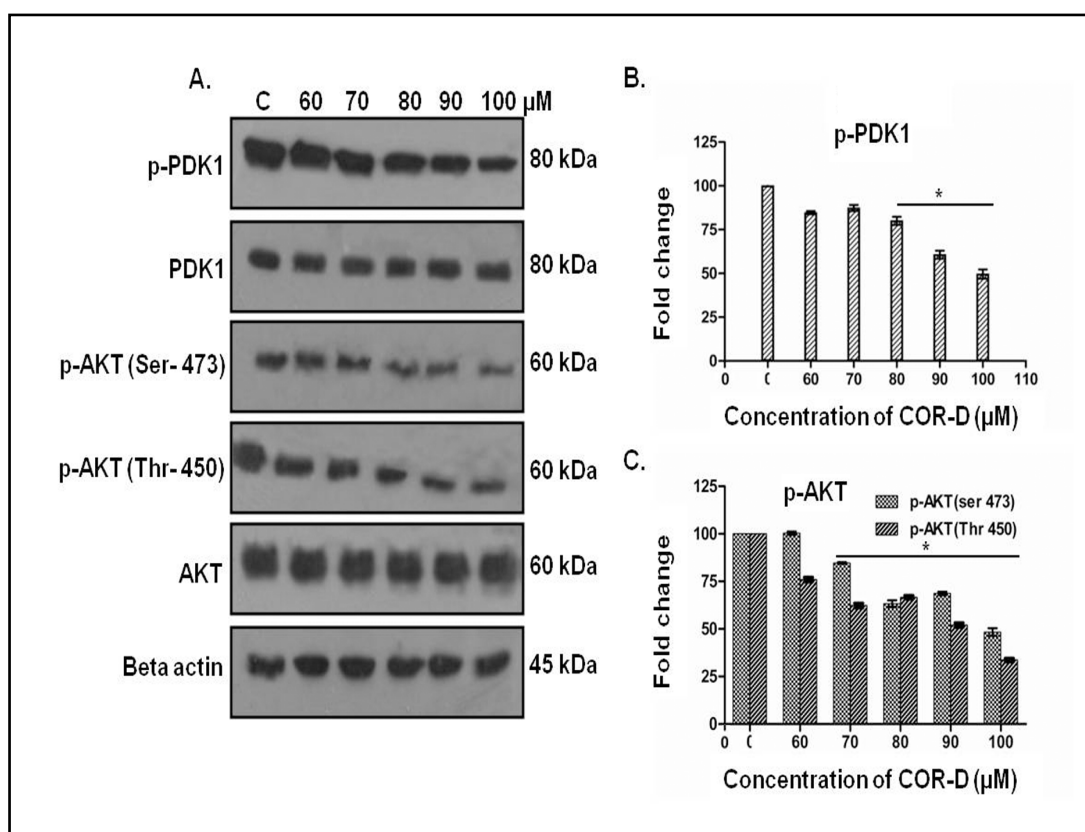 A.
C 60 70 80 90 100 µM
p-PDK1 80 kDa
PDK1 80 kDa
p-AKT (Ser- 473) 60 kDa
p-AKT (Thr- 450) 60 kDa
AKT 60 kDa
Beta actin 45 kDa
B.
p-PDK1
Fold change
125
100
75
50
25
0
*
0 60 70 80 90 100 110
Concentration of COR-D (µM)
C.
p-AKT
p-AKT(ser 473)
p-AKT(Thr 450)
Fold change
125
100
75
50
25
0
*
0 60 70 80 90 100
Concentration of COR-D (µM)